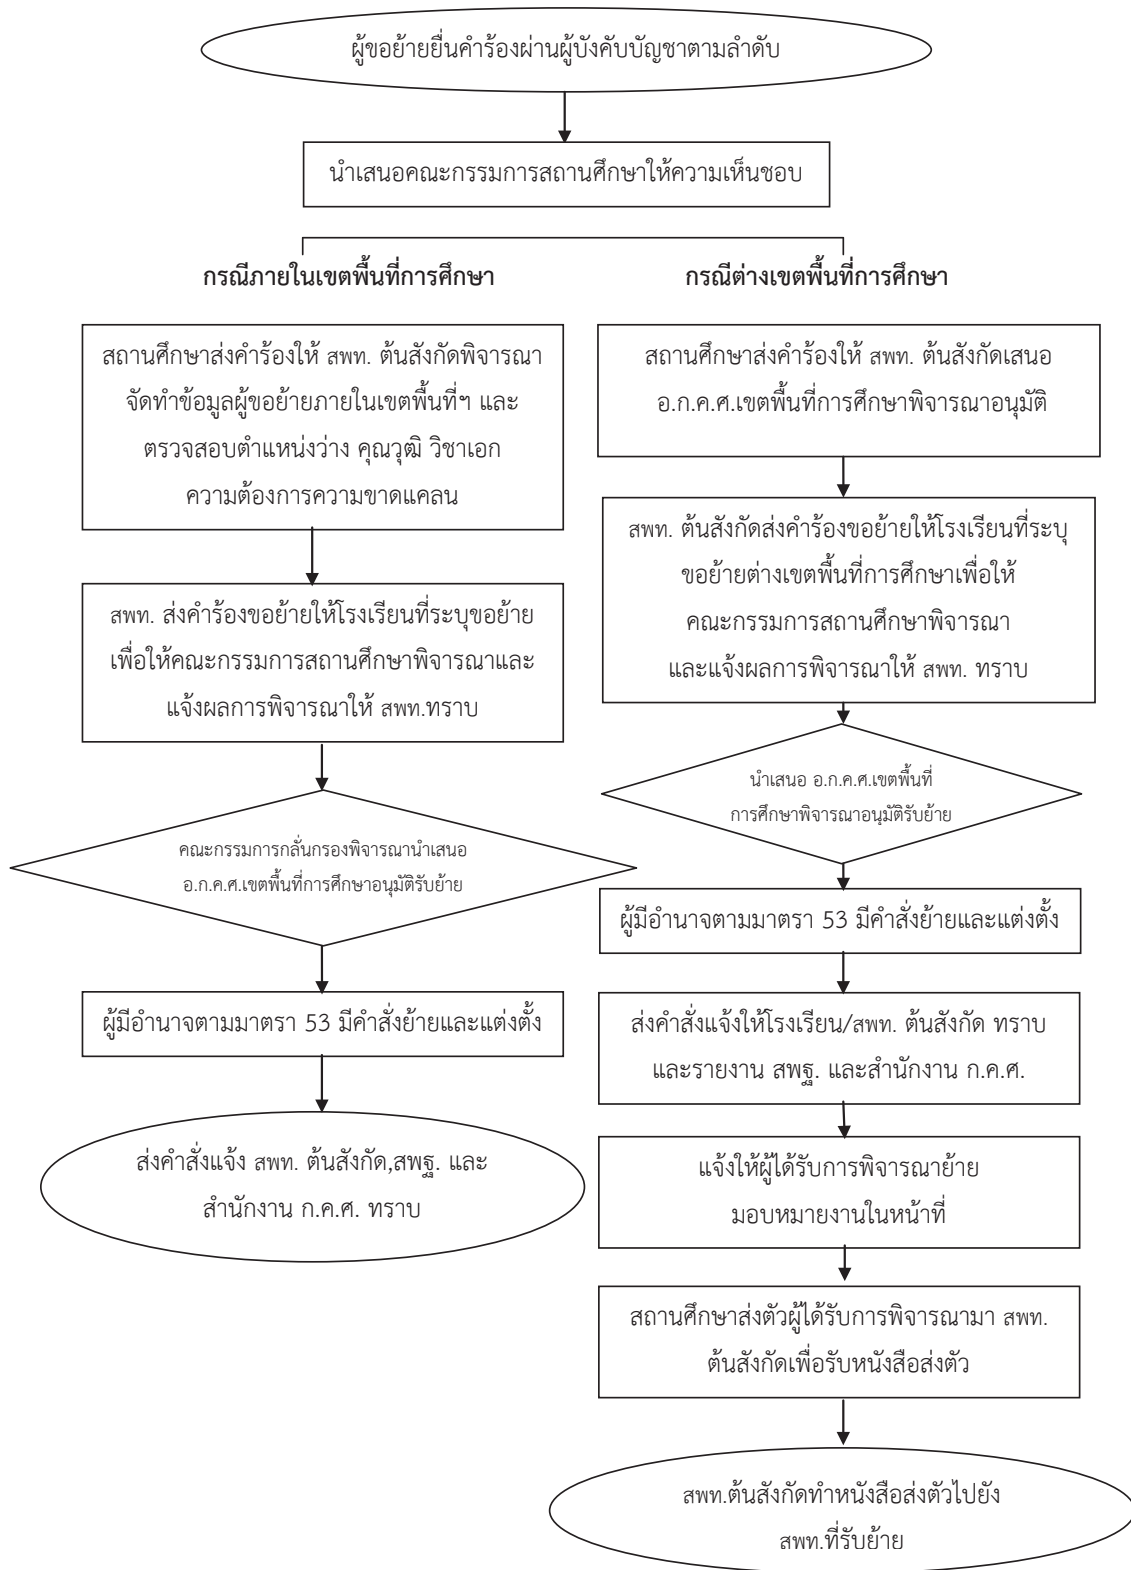 ผู้ขอย้ายยื่นคำร้องผ่านผู้บังคับบัญชาตามลำดับ
นำเสนอคณะกรรมการสถานศึกษาให้ความเห็นชอบ
กรณีภายในเขตพื้นที่การศึกษา
สถานศึกษาส่งคำร้องให้ สพท. ต้นสังกัดพิจารณา
จัดทำข้อมูลผู้ขอย้ายภายในเขตพื้นที่ฯ และ
ตรวจสอบตำแหน่งว่าง คุณวุฒิ วิชาเอก
ความต้องการความขาดแคลน
สพท. ส่งคำร้องขอย้ายให้โรงเรียนที่ระบุขอย้าย
เพื่อให้คณะกรรมการสถานศึกษาพิจารณาและ
แจ้งผลการพิจารณาให้ สพท.ทราบ
คณะกรรมการกลั่นกรองพิจารณานำเสนอ
อ.ก.ค.ศ.เขตพื้นที่การศึกษาอนุมัติรับย้าย
ผู้มีอำนาจตามมาตรา 53 มีคำสั่งย้ายและแต่งตั้ง
ส่งคำสั่งแจ้ง สพท. ต้นสังกัด,สพฐ. และ
สำนักงาน ก.ค.ศ. ทราบ
กรณีต่างเขตพื้นที่การศึกษา
สถานศึกษาส่งคำร้องให้ สพท. ต้นสังกัดเสนอ
อ.ก.ค.ศ.เขตพื้นที่การศึกษาพิจารณาอนุมัติ
สพท. ต้นสังกัดส่งคำร้องขอย้ายให้โรงเรียนที่ระบุ
ขอย้ายต่างเขตพื้นที่การศึกษาเพื่อให้
คณะกรรมการสถานศึกษาพิจารณา
และแจ้งผลการพิจารณาให้ สพท. ทราบ
นำเสนอ อ.ก.ค.ศ.เขตพื้นที่
การศึกษาพิจารณาอนุมัติรับย้าย
ผู้มีอำนาจตามมาตรา 53 มีคำสั่งย้ายและแต่งตั้ง
ส่งคำสั่งแจ้งให้โรงเรียน/สพท. ต้นสังกัด ทราบ
และรายงาน สพฐ. และสำนักงาน ก.ค.ศ.
แจ้งให้ผู้ได้รับการพิจารณาย้าย
มอบหมายงานในหน้าที่
สถานศึกษาส่งตัวผู้ได้รับการพิจารณามา สพท.
ต้นสังกัดเพื่อรับหนังสือส่งตัว
สพท.ต้นสังกัดทำหนังสือส่งตัวไปยัง
สพท.ที่รับย้าย